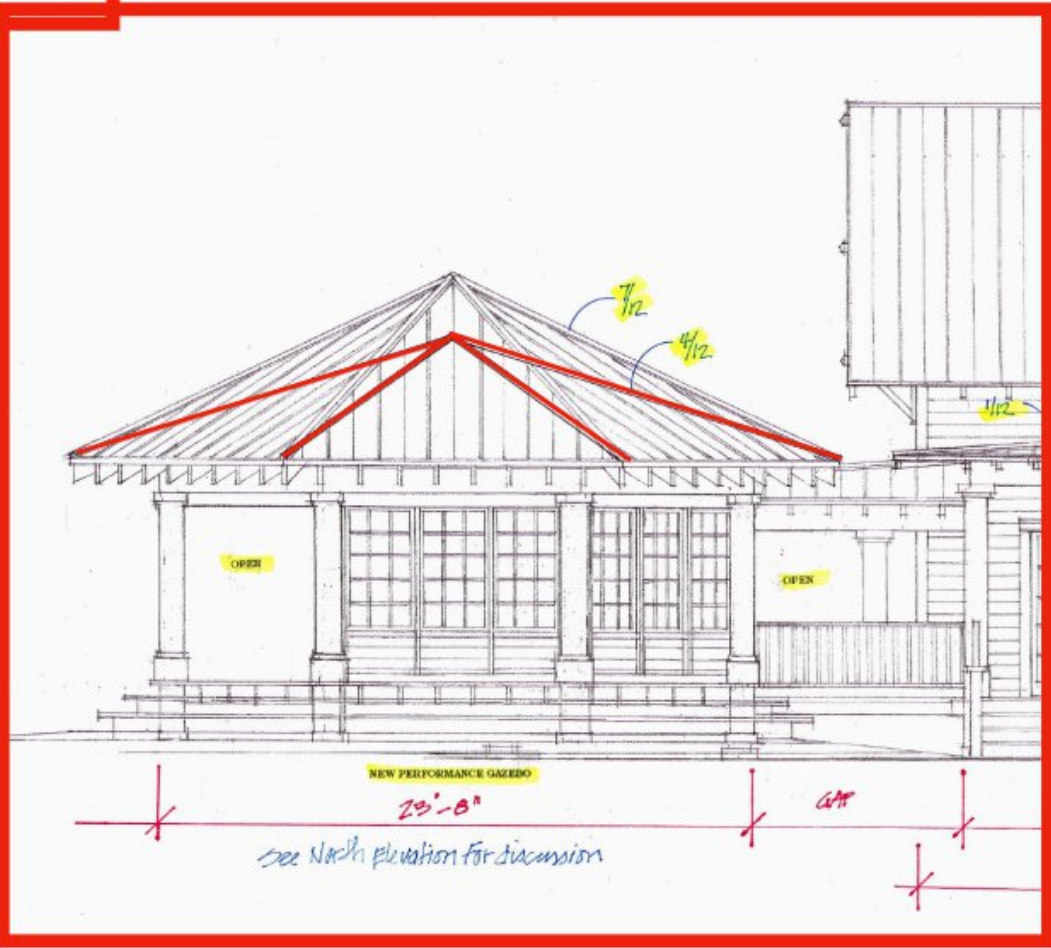 7/12
4/12
1/12
OPEN
OPEN
NEW PERFORMANCE GAZEBO
23'-8"
GAP
See North Elevation For discussion